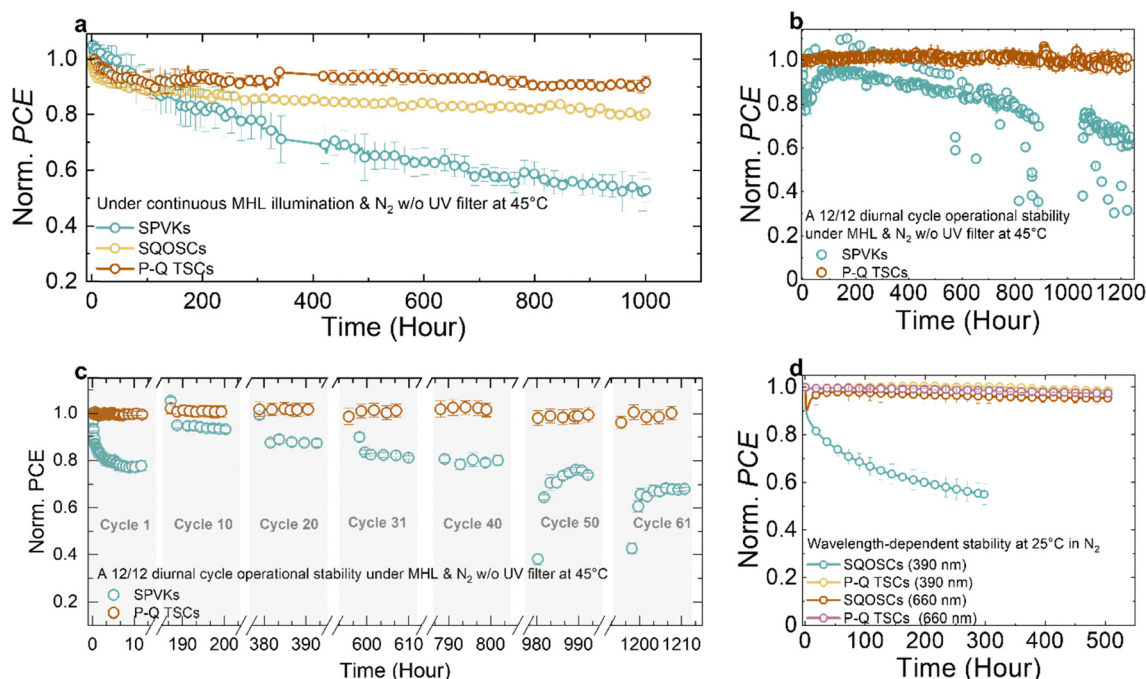 a
Norm. PCE
1.0
0.8
0.6
0.4
0.2
Under continuous MHL illumination & N2 w/o UV filter at 45°C
SPVKs
SQOSCs
P-Q TSCs
0 200 400 600 800 1000
Time (Hour)
b
Norm. PCE
1.0
0.8
0.6
0.4
0.2
0
A 12/12 diurnal cycle operational stability
under MHL & N2 w/o UV filter at 45°C
SPVKs
P-Q TSCs
0 200 400 600 800 1000 1200
Time (Hour)
c
Norm. PCE
1.0
0.8
0.6
0.4
0.2
Cycle 1 Cycle 10 Cycle 20 Cycle 31 Cycle 40 Cycle 50 Cycle 61
A 12/12 diurnal cycle operational stability under MHL & N2 w/o UV filter at 45°C
SPVKs
P-Q TSCs
0 10 190 200 380 390 600 610 790 800 980 990 1200 1210
Time (Hour)
d
Norm. PCE
1.0
0.8
0.6
0.4
0.2
0
Wavelength-dependent stability at 25°C in N2
SQOSCs (390 nm)
P-Q TSCs (390 nm)
SQOSCs (660 nm)
P-Q TSCs (660 nm)
0 100 200 300 400 500
Time (Hour)